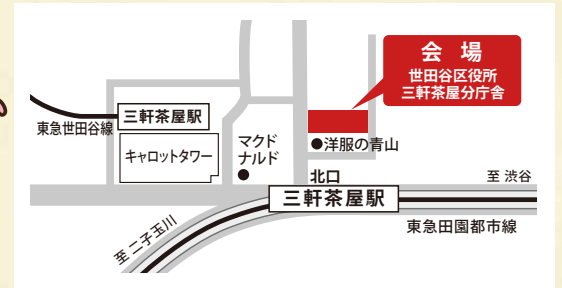 会 場
世田谷区役所
三軒茶屋分庁舎
三軒茶屋駅
東急世田谷線
キャロットタワー
マクド
ナルド
●
●洋服の青山
北口
至 渋谷
三軒茶屋駅
東急田園都市線
至 二子玉川